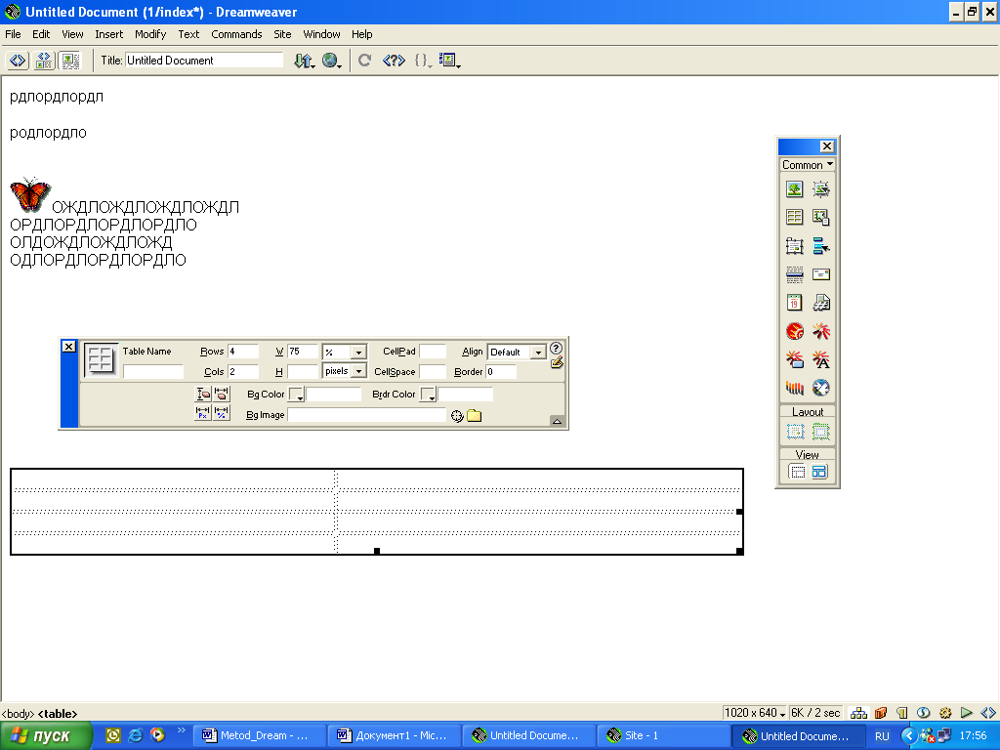 Untitled Document (1/index*) - Dreamweaver
File Edit View Insert Modify Text Commands Site Window Help
Title: Untitled Document
рдлордлордл
родлордло
ОЖДЛОЖДЛОЖДЛОЖДЛ
ОРДЛОРДЛОРДЛОРДЛО
ОЛДОЖДЛОЖДЛОЖД
ОДЛОРДЛОРДЛОРДЛО
Common
19
Layout
View
Table Name Rows 4 W 75 % CellPad Align Default
Cols 2 H pixels CellSpace Border 0
Bg Color Brdr Color
Px %
Bg Image
<body> <table> 1020 x 640 6K / 2 sec
пуск Metod_Dream - ... Документ1 - Mic... Untitled Docume... Site - 1 Untitled Docume... RU 17:56